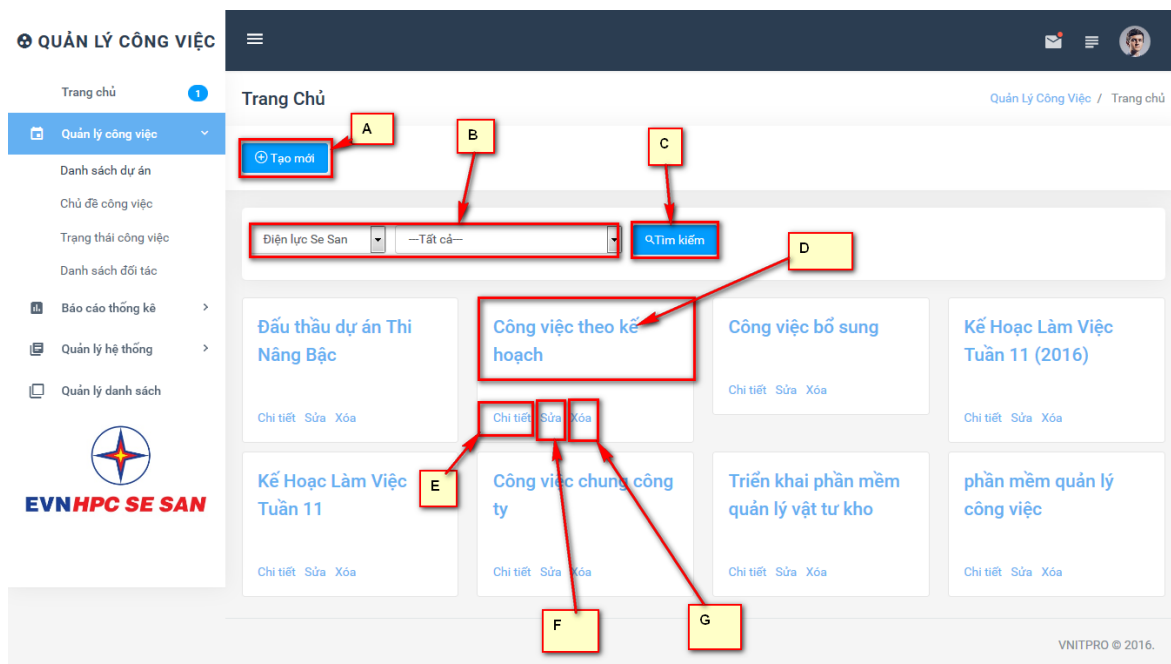 QUẢN LÝ CÔNG VIỆC
Trang chủ 1
Quản lý công việc
Danh sách dự án
Chủ đề công việc
Trạng thái công việc
Danh sách đối tác
Báo cáo thống kê
Quản lý hệ thống
Quản lý danh sách
EVNHPC SE SAN
Trang Chủ
Quản Lý Công Việc / Trang chủ
A
B
C
Tạo mới
Điện lực Se San
---Tất cả---
Tìm kiếm
D
Đấu thầu dự án Thi
Nâng Bậc
Chi tiết Sửa Xóa
Công việc theo kế
hoạch
Chi tiết Sửa Xóa
Công việc bổ sung
Chi tiết Sửa Xóa
Kế Hoạc Làm Việc
Tuần 11 (2016)
Chi tiết Sửa Xóa
E
Kế Hoạc Làm Việc
Tuần 11
Chi tiết Sửa Xóa
Công việc chung công
ty
Chi tiết Sửa Xóa
Triển khai phần mềm
quản lý vật tư kho
Chi tiết Sửa Xóa
phần mềm quản lý
công việc
Chi tiết Sửa Xóa
F
G
VNITPRO © 2016.